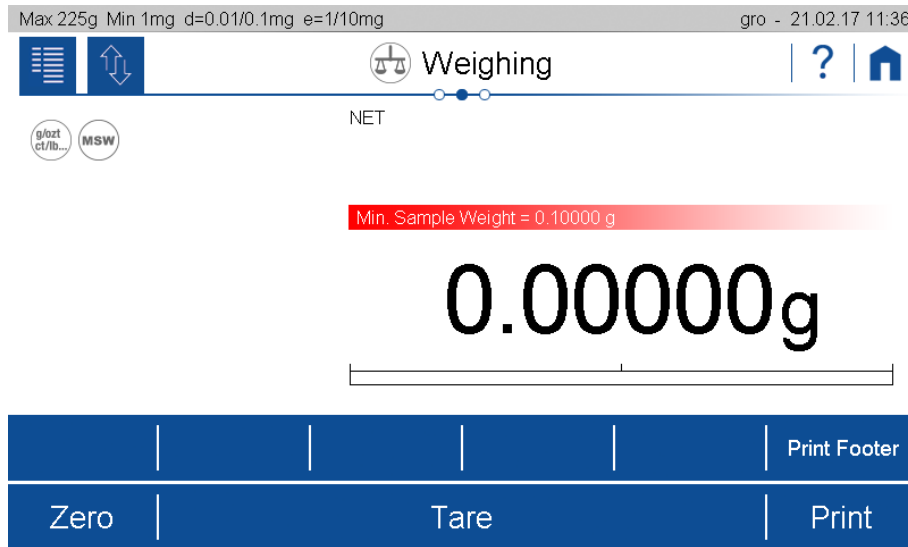 Max 225g Min 1mg d=0.01/0.1mg e=1/10mg gro - 21.02.17 11:36
Weighing ?
NET
g/ozt
ct/lb...
MSW
Min. Sample Weight = 0.10000 g
0.00000g
Print Footer
Zero Tare Print